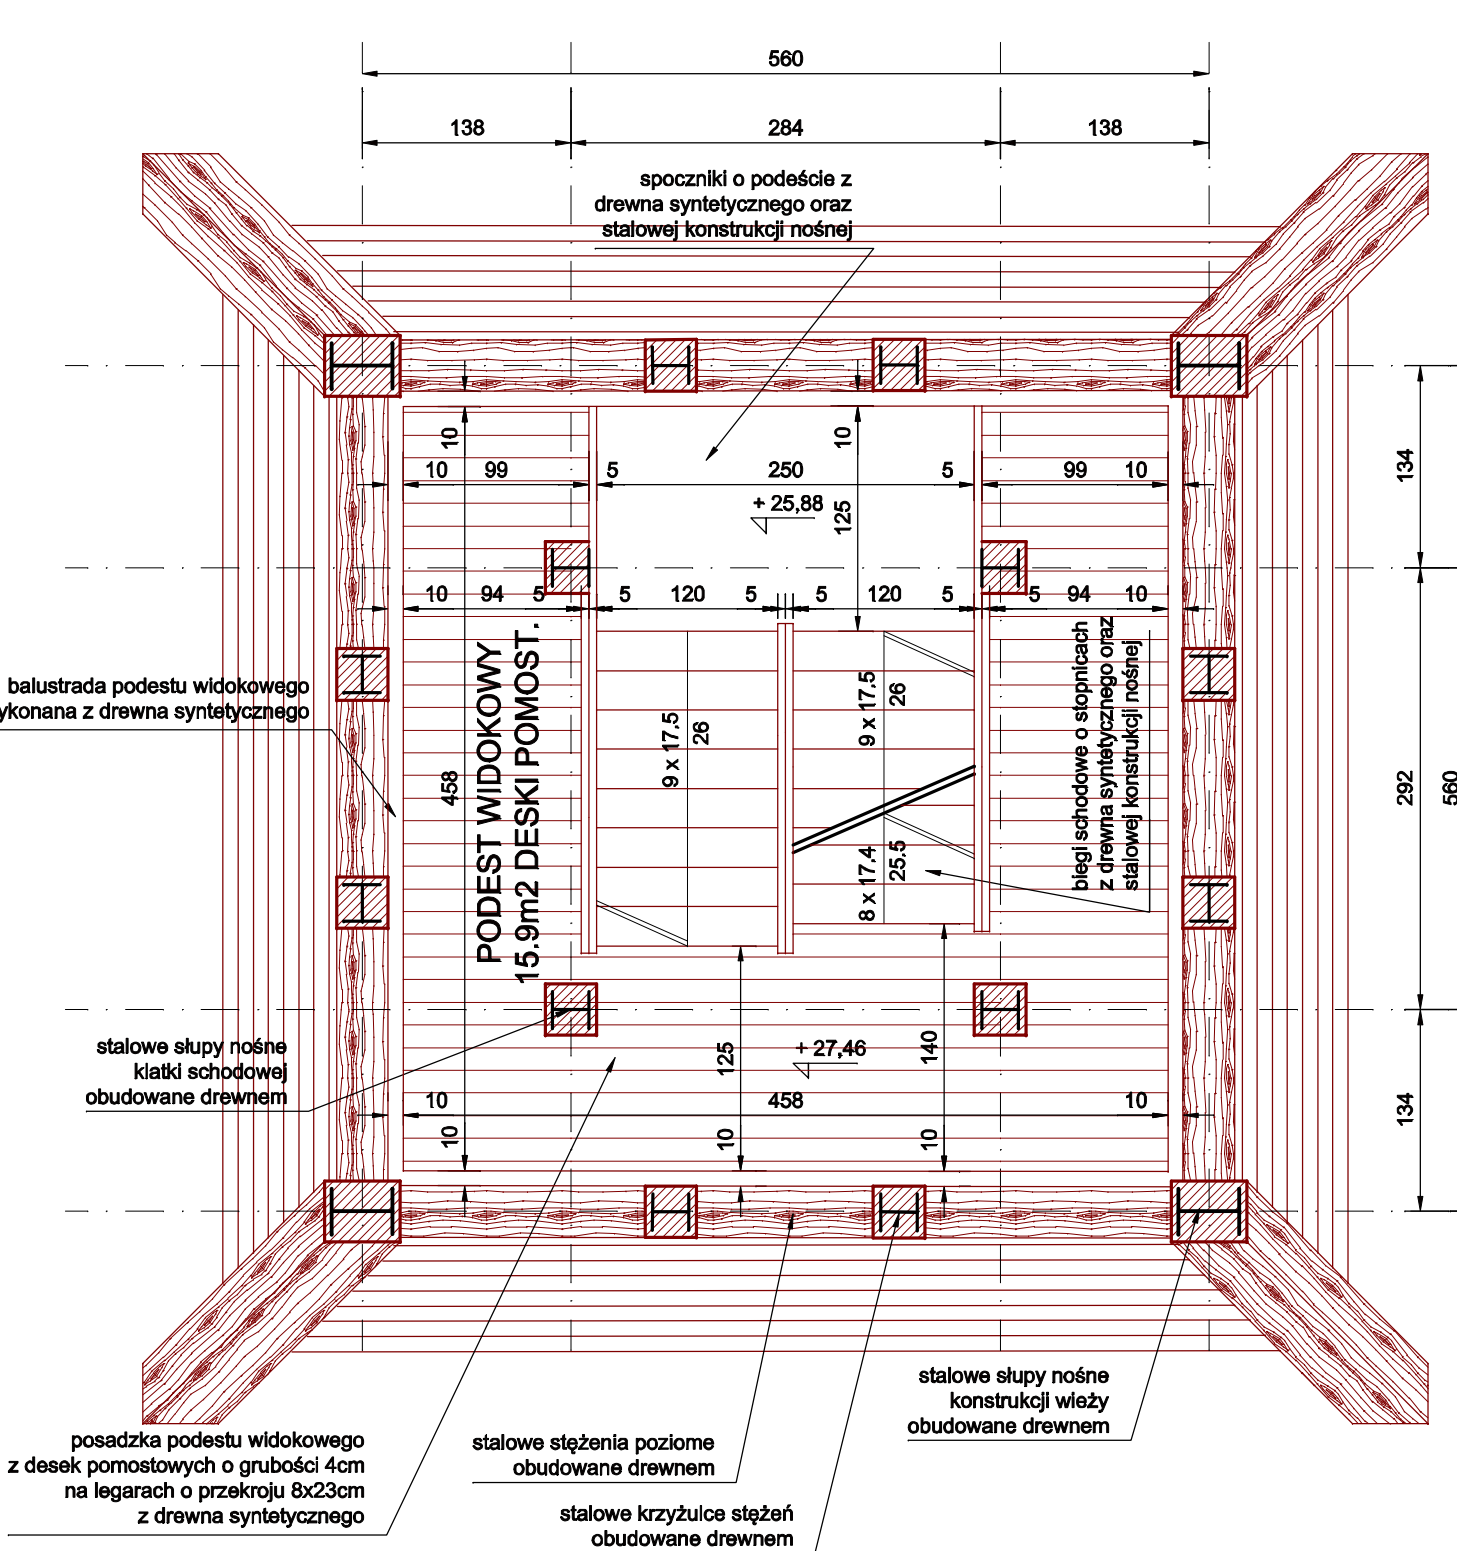 560
138 284 138
spoczniki o podeście z
drewna syntetycznego oraz
stalowej konstrukcji nośnej
10 10
10 99 5 250 5 99 10
+ 25,88
125
134
10 94 5 5 120 5 5 120 5 5 94 10
balustrada podestu widokowego
ykonana z drewna syntetycznego
458
PODEST WIDOKOWY
15.9m2 DESKI POMOST.
9 x 17.5
26
9 x 17.5
26
8 x 17.4
25.5
biegi schodowe o stopnicach
z drewna syntetycznego oraz
stalowej konstrukcji nośnej
292
560
stalowe słupy nośne
klatki schodowej
obudowane drewnem
125
+ 27,46
140
10 458 10
10 10 10
134
stalowe słupy nośne
konstrukcji wieży
obudowane drewnem
posadzka podestu widokowego
z desek pomostowych o grubości 4cm
na legarach o przekroju 8x23cm
z drewna syntetycznego
stalowe stężenia poziome
obudowane drewnem
stalowe krzyżulce stężeń
obudowane drewnem